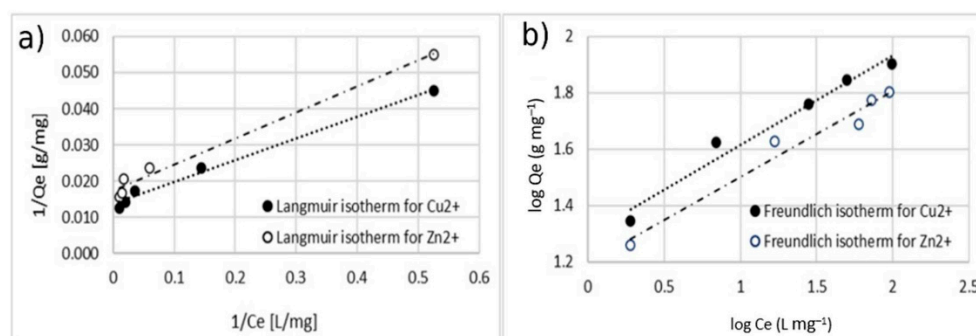 a)
1/Qe [g/mg]
0.060
0.050
0.040
0.030
0.020
0.010
0.000
0
0.1
0.2
0.3
0.4
0.5
0.6
1/Ce [L/mg]
Langmuir isotherm for Cu2+
Langmuir isotherm for Zn2+
b)
log Qe (g mg⁻¹)
2
1.8
1.6
1.4
1.2
0
0.5
1
1.5
2
2.5
log Ce (L mg⁻¹)
Freundlich isotherm for Cu2+
Freundlich isotherm for Zn2+